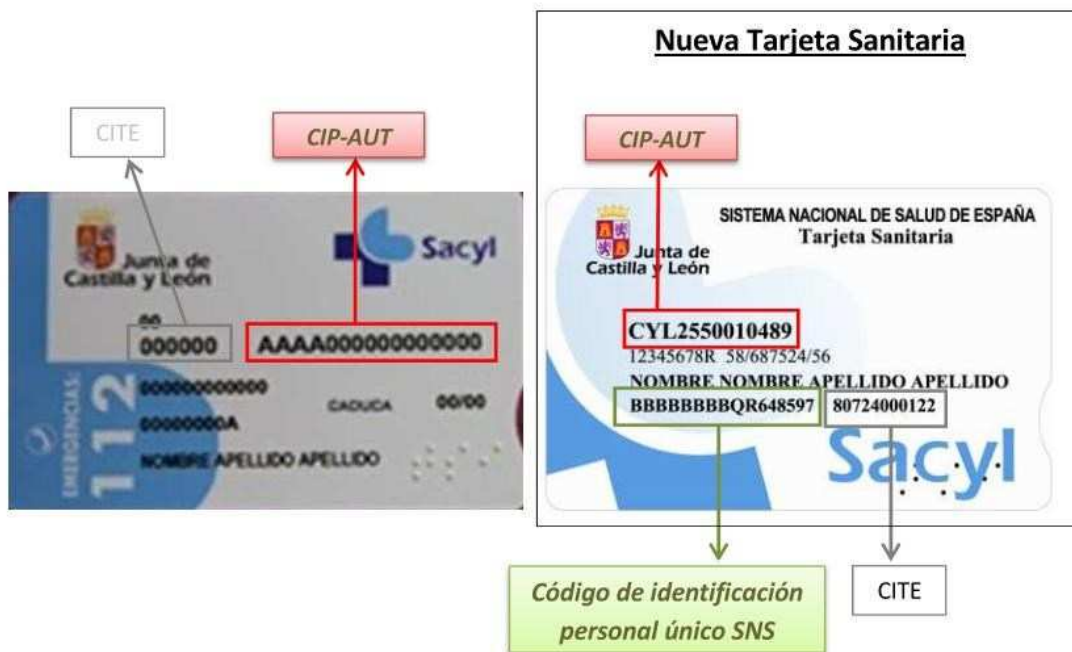 Nueva Tarjeta Sanitaria
CITE
CIP-AUT
CIP-AUT
Junta de
Castilla y León
Sacyl
00
000000
AAAA000000000000
000000000000
CADUCA
00/00
00000000A
NOMBRE APELLIDO APELLIDO
EMERGENCIAS:
112
SISTEMA NACIONAL DE SALUD DE ESPAÑA
Tarjeta Sanitaria
Junta de
Castilla y León
CYL2550010489
12345678R 58/687524/56
NOMBRE NOMBRE APELLIDO APELLIDO
BBBBBBBBQR648597
80724000122
Sacyl
Código de identificación
personal único SNS
CITE